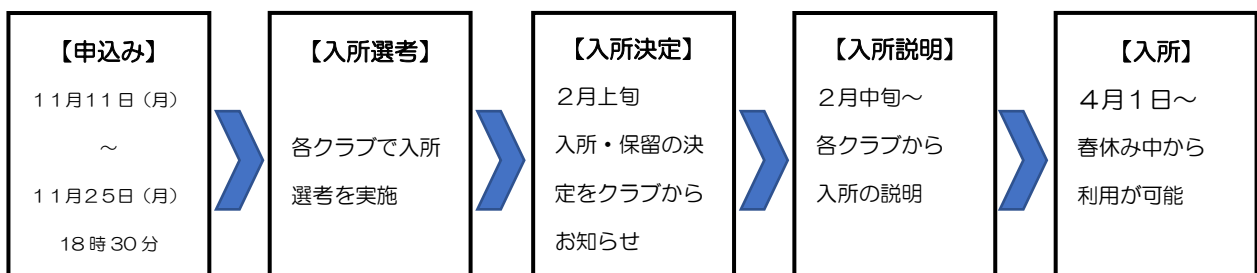 【申込み】
11月11日（月）
～
11月25日（月）
18時30分
【入所選考】
各クラブで入所
選考を実施
【入所決定】
2月上旬
入所・保留の決
定をクラブから
お知らせ
【入所説明】
2月中旬～
各クラブから
入所の説明
【入所】
4月1日～
春休み中から
利用が可能